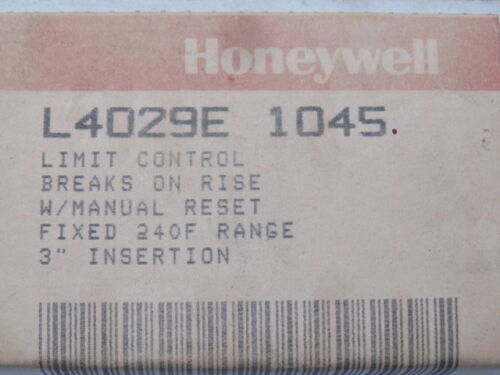 Honeywell
L4029E 1045.
LIMIT CONTROL
BREAKS ON RISE
W/MANUAL RESET
FIXED 240F RANGE
3" INSERTION